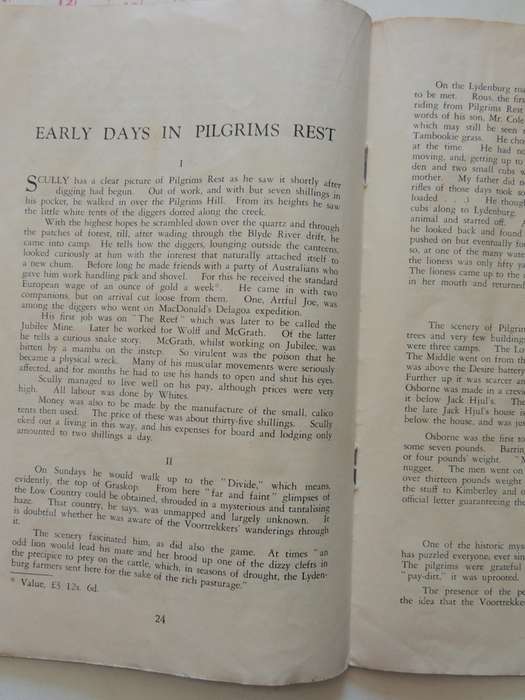 EARLY DAYS IN PILGRIMS REST
I
SCULLY has a clear picture of Pilgrims Rest as he saw it shortly after
digging had begun. Out of work, and with but seven shillings in
his pocket, he walked in over the Pilgrims Hill. From its heights he saw
the little white tents of the diggers dotted along the creek.
With the highest hopes he scrambled down over the quartz and through
the patches of forest, till, after wading through the Blyde River drift, he
came into camp. He tells how the diggers, lounging outside the canteens,
looked curiously at him with the interest that naturally attached itself to
a new chum. Before long he made friends with a party of Australians who
gave him work handling pick and shovel. For this he received the standard
European wage of an ounce of gold a week*. He came in with two
companions, but on arrival cut loose from them. One, Artful Joe, was
among the diggers who went on MacDonald's Delagoa expedition.
His first job was on "The Reef" which was later to be called the
Jubilee Mine. Later he worked for Wolff and McGrath. Of the latter
he tells a curious snake story. McGrath, whilst working on Jubilee, was
bitten by a mamba on the instep. So virulent was the poison that he
became a physical wreck. Many of his muscular movements were seriously
affected, and for months he had to use his hands to open and shut his eyes.
Scully managed to live well on his pay, although prices were very
high. All labour was done by Whites.
Money was also to be made by the manufacture of the small, calico
tents then used. The price of these was about thirty-five shillings. Scully
eked out a living in this way, and his expenses for board and lodging only
amounted to two shillings a day.
II
On Sundays he would walk up to the "Divide," which means,
evidently, the top of Graskop. From here "far and faint" glimpses of
the Low Country could be obtained, shrouded in a mysterious and tantalising
haze. That country, he says, was unmapped and largely unknown. It
is doubtful whether he was aware of the Voortrekkers' wanderings through
it.
The scenery fascinated him, as did also the game. At times "an
odd lion would lead his mate and her brood up one of the dizzy clefts in
the precipice to prey on the cattle, which, in seasons of drought, the Lyden-
burg farmers sent here for the sake of the rich pasturage."
* Value, £3 12s. 6d.
24
On the Lydenburg
to be met. Rous, the
riding from Pilgrims Rest
words of his son, Mr. Cole
which may still be seen
Tambookie grass. He
at the time. He had
moving, and, getting up
den and two small cubs
mother. My father did
rifles of those days took
loaded . . .) He
cubs along to Lydenburg.
animal and started off.
he looked back and found
pushed on but eventually
so, at one of the many
the lioness was only fifty
The lioness came up to the
in her mouth and returned
The scenery of
trees and very few
were three camps. The
The Middle went on from
was above the Desire
Further up it was scarcer
Osborne was made in a
it below Jack Hjul's.
the late Jack Hjul's house
below the house, and was
Osborne was the first
some seven pounds.
or four pounds weight.
nugget. The men went on
over thirteen pounds weight
the stuff to Kimberley and
official letter guaranteeing
One of the historic
has puzzled everyone, ever
The pilgrims were grateful
"pay-dirt," it was uprooted.
The presence of the
the idea that the